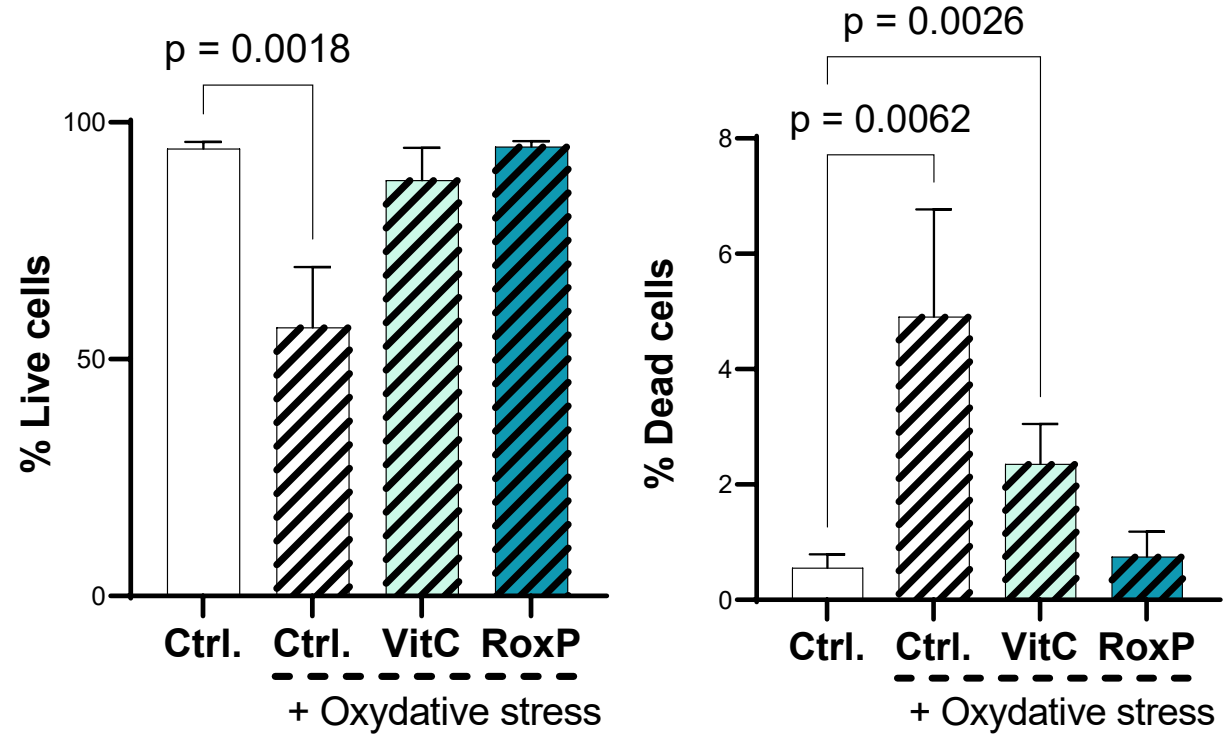 p = 0.0018
100
50
0
% Live cells
Ctrl. Ctrl. VitC RoxP
+ Oxydative stress
p = 0.0026
p = 0.0062
8
6
4
2
0
% Dead cells
Ctrl. Ctrl. VitC RoxP
+ Oxydative stress